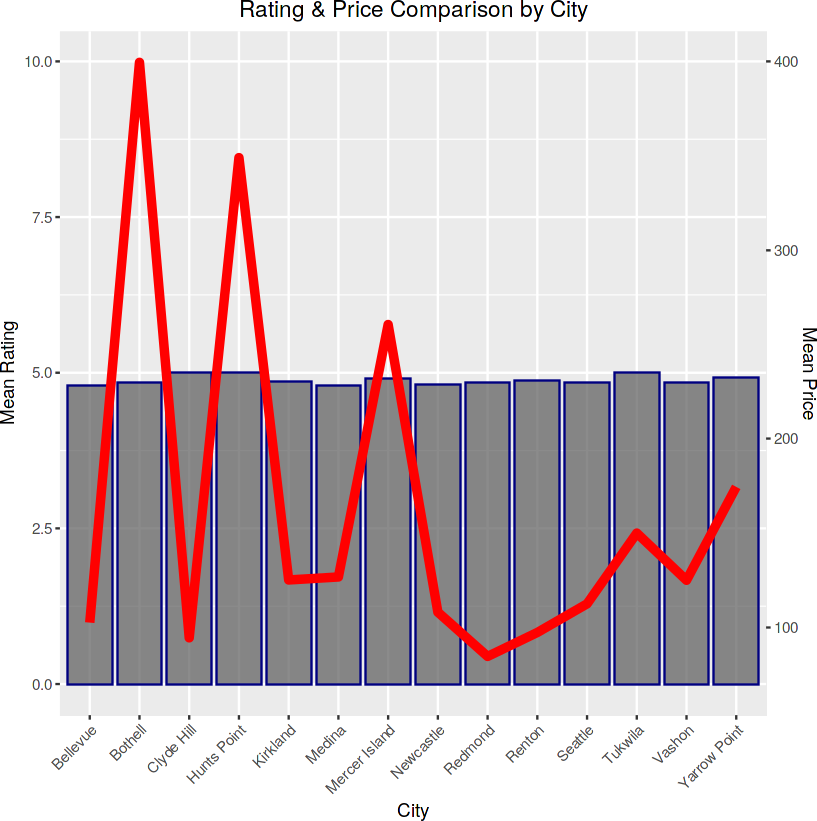 Rating & Price Comparison by City
Mean Rating
10.0
7.5
5.0
2.5
0.0
400
300
200
100
Mean Price
Bellevue
Bothell
Clyde Hill
Hunts Point
Kirkland
Medina
Mercer Island
Newcastle
Redmond
Renton
Seattle
Tukwila
Vashon
Yarrow Point
City